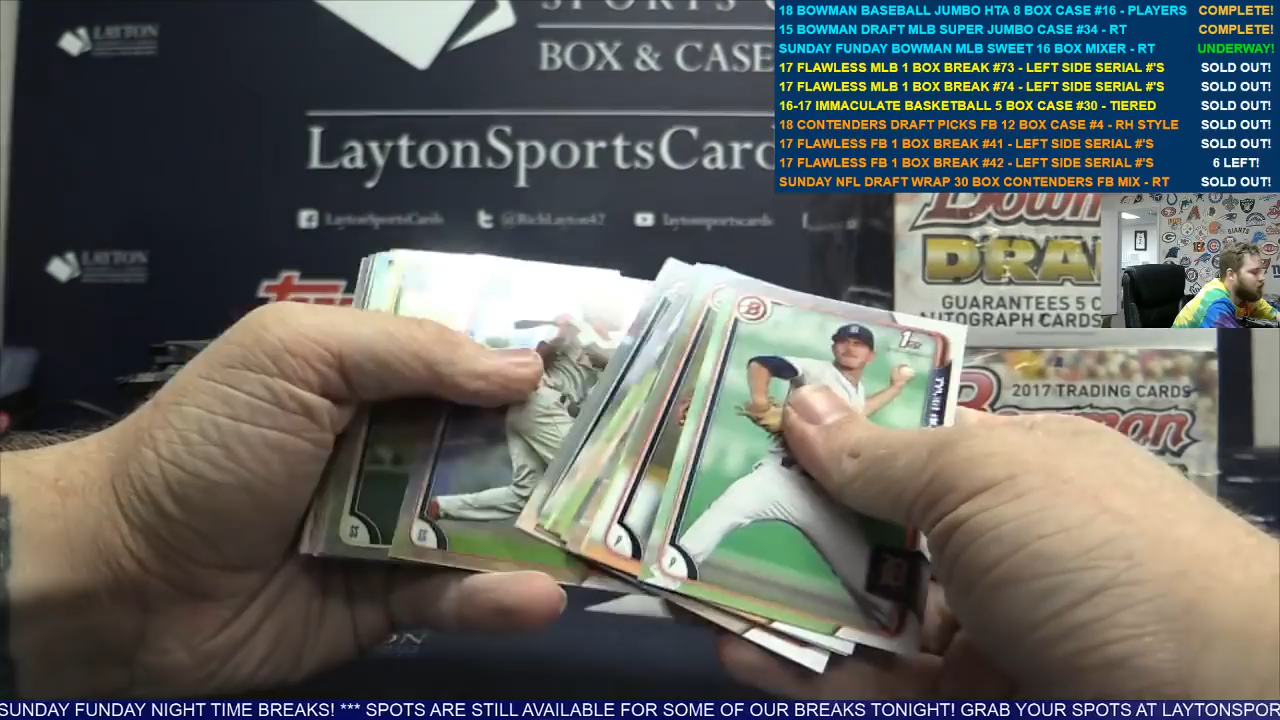 18 BOWMAN BASEBALL JUMBO HTA 8 BOX CASE #16 - PLAYERS COMPLETE!
15 BOWMAN DRAFT MLB SUPER JUMBO CASE #34 - RT COMPLETE!
SUNDAY FUNDAY BOWMAN MLB SWEET 16 BOX MIXER - RT UNDERWAY!
17 FLAWLESS MLB 1 BOX BREAK #73 - LEFT SIDE SERIAL #'S SOLD OUT!
17 FLAWLESS MLB 1 BOX BREAK #74 - LEFT SIDE SERIAL #'S SOLD OUT!
16-17 IMMACULATE BASKETBALL 5 BOX CASE #30 - TIERED SOLD OUT!
18 CONTENDERS DRAFT PICKS FB 12 BOX CASE #4 - RH STYLE SOLD OUT!
17 FLAWLESS FB 1 BOX BREAK #41 - LEFT SIDE SERIAL #'S SOLD OUT!
17 FLAWLESS FB 1 BOX BREAK #42 - LEFT SIDE SERIAL #'S 6 LEFT!
SUNDAY NFL DRAFT WRAP 30 BOX CONTENDERS FB MIX - RT SOLD OUT!
LAYTON
BOX & CASE
LaytonSportsCard
LaytonSportsCards @RichLayton47 laytonsportscards
LAYTON
Bowm
DRA
GUARANTEES 5
AUTOGRAPH CARDS
2017 TRADING CARDS
Bowman
1st
P
P
SUNDAY FUNDAY NIGHT TIME BREAKS! *** SPOTS ARE STILL AVAILABLE FOR SOME OF OUR BREAKS TONIGHT! GRAB YOUR SPOTS AT LAYTONSPOR